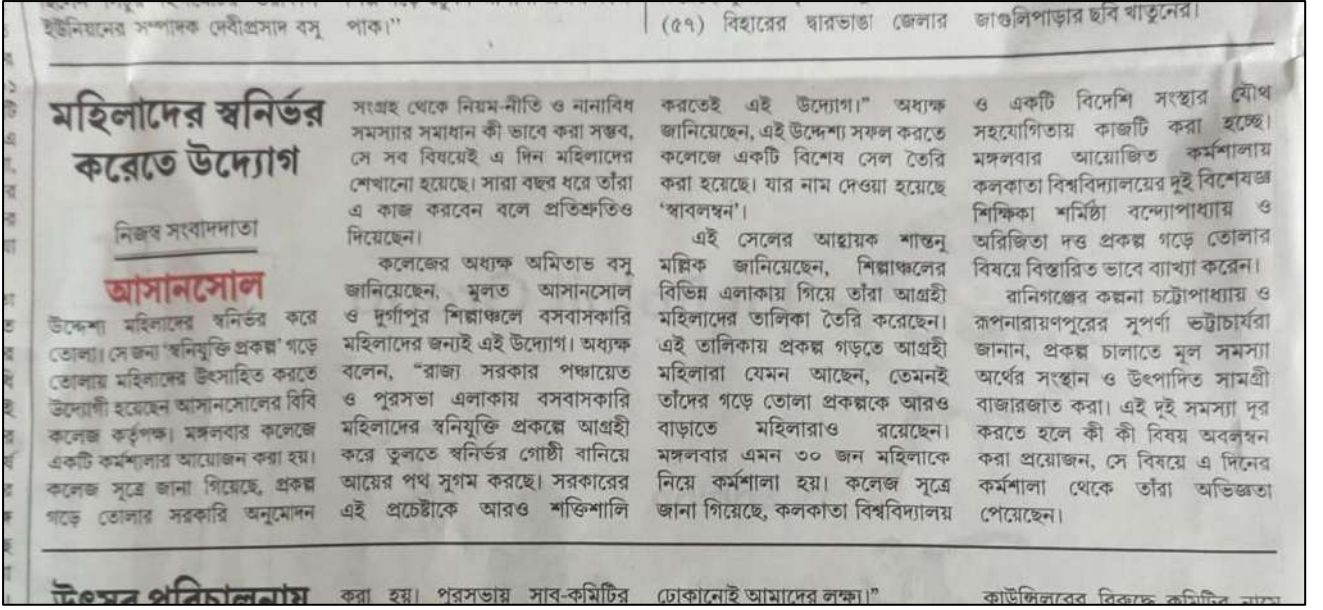 ইউনিয়নের সম্পাদক দেবীপ্রসাদ বসু
পাক।"
(৫৭) বিহারের দ্বারভাঙা জেলার
জাঙ্গিপাড়ার ছবি খাতুনের।
মহিলাদের স্বনির্ভর
করেতে উদ্যোগ
নিজস্ব সংবাদদাতা
আসানসোল
উদ্দেশ্য মহিলাদের স্বনির্ভর করে
তোলা। সে জন্য 'স্বনিযুক্তি প্রকল্প' গড়ে
তোলায় মহিলাদের উৎসাহিত করতে
উদ্যোগী হয়েছেন আসানসোলের বিবি
কলেজ কর্তৃপক্ষ। মঙ্গলবার কলেজে
একটি কর্মশালার আয়োজন করা হয়।
কলেজ সূত্রে জানা গিয়েছে, প্রকল্প
গড়ে তোলার সরকারি অনুমোদন
সংগ্রহ থেকে নিয়ম-নীতি ও নানাবিধ
সমস্যার সমাধান কী ভাবে করা সম্ভব,
সে সব বিষয়েই এ দিন মহিলাদের
শেখানো হয়েছে। সারা বছর ধরে তাঁরা
এ কাজ করবেন বলে প্রতিশ্রুতিও
দিয়েছেন।
কলেজের অধ্যক্ষ অমিতাভ বসু
জানিয়েছেন, মূলত আসানসোল
ও দুর্গাপুর শিল্পাঞ্চলে বসবাসকারি
মহিলাদের জন্যই এই উদ্যোগ। অধ্যক্ষ
বলেন, "রাজ্য সরকার পঞ্চায়েত
ও পুরসভা এলাকায় বসবাসকারি
মহিলাদের স্বনিযুক্তি প্রকল্পে আগ্রহী
করে তুলতে স্বনির্ভর গোষ্ঠী বানিয়ে
আয়ের পথ সুগম করছে। সরকারের
এই প্রচেষ্টাকে আরও শক্তিশালি
করতেই এই উদ্যোগ।" অধ্যক্ষ
জানিয়েছেন, এই উদ্দেশ্য সফল করতে
কলেজে একটি বিশেষ সেল তৈরি
করা হয়েছে। যার নাম দেওয়া হয়েছে
'স্বাবলম্বন'।
এই সেলের আহ্বায়ক শান্তনু
মল্লিক জানিয়েছেন, শিল্পাঞ্চলের
বিভিন্ন এলাকায় গিয়ে তাঁরা আগ্রহী
মহিলাদের তালিকা তৈরি করেছেন।
এই তালিকায় প্রকল্প গড়তে আগ্রহী
মহিলারা যেমন আছেন, তেমনই
তাঁদের গড়ে তোলা প্রকল্পকে আরও
বাড়াতে মহিলারাও রয়েছেন।
মঙ্গলবার এমন ৩০ জন মহিলাকে
নিয়ে কর্মশালা হয়। কলেজ সূত্রে
জানা গিয়েছে, কলকাতা বিশ্ববিদ্যালয়
ও একটি বিদেশি সংস্থার যৌথ
সহযোগিতায় কাজটি করা হচ্ছে।
মঙ্গলবার আয়োজিত কর্মশালায়
কলকাতা বিশ্ববিদ্যালয়ের দুই বিশেষজ্ঞ
শিক্ষিকা শর্মিষ্ঠা বন্দ্যোপাধ্যায় ও
অরিজিতা দত্ত প্রকল্প গড়ে তোলার
বিষয়ে বিস্তারিত ভাবে ব্যাখ্যা করেন।
রানিগঞ্জের কল্পনা চট্টোপাধ্যায় ও
রূপনারায়ণপুরের সুপর্ণা ভট্টাচার্যরা
জানান, প্রকল্প চালাতে মূল সমস্যা
অর্থের সংস্থান ও উৎপাদিত সামগ্রী
বাজারজাত করা। এই দুই সমস্যা দূর
করতে হলে কী কী বিষয় অবলম্বন
করা প্রয়োজন, সে বিষয়ে এ দিনের
কর্মশালা থেকে তাঁরা অভিজ্ঞতা
পেয়েছেন।
উৎসব পরিচালনায়
করা হয়। পুরসভায় সাব-কমিটির
ঢোকানোই আমাদের লক্ষ্য।"